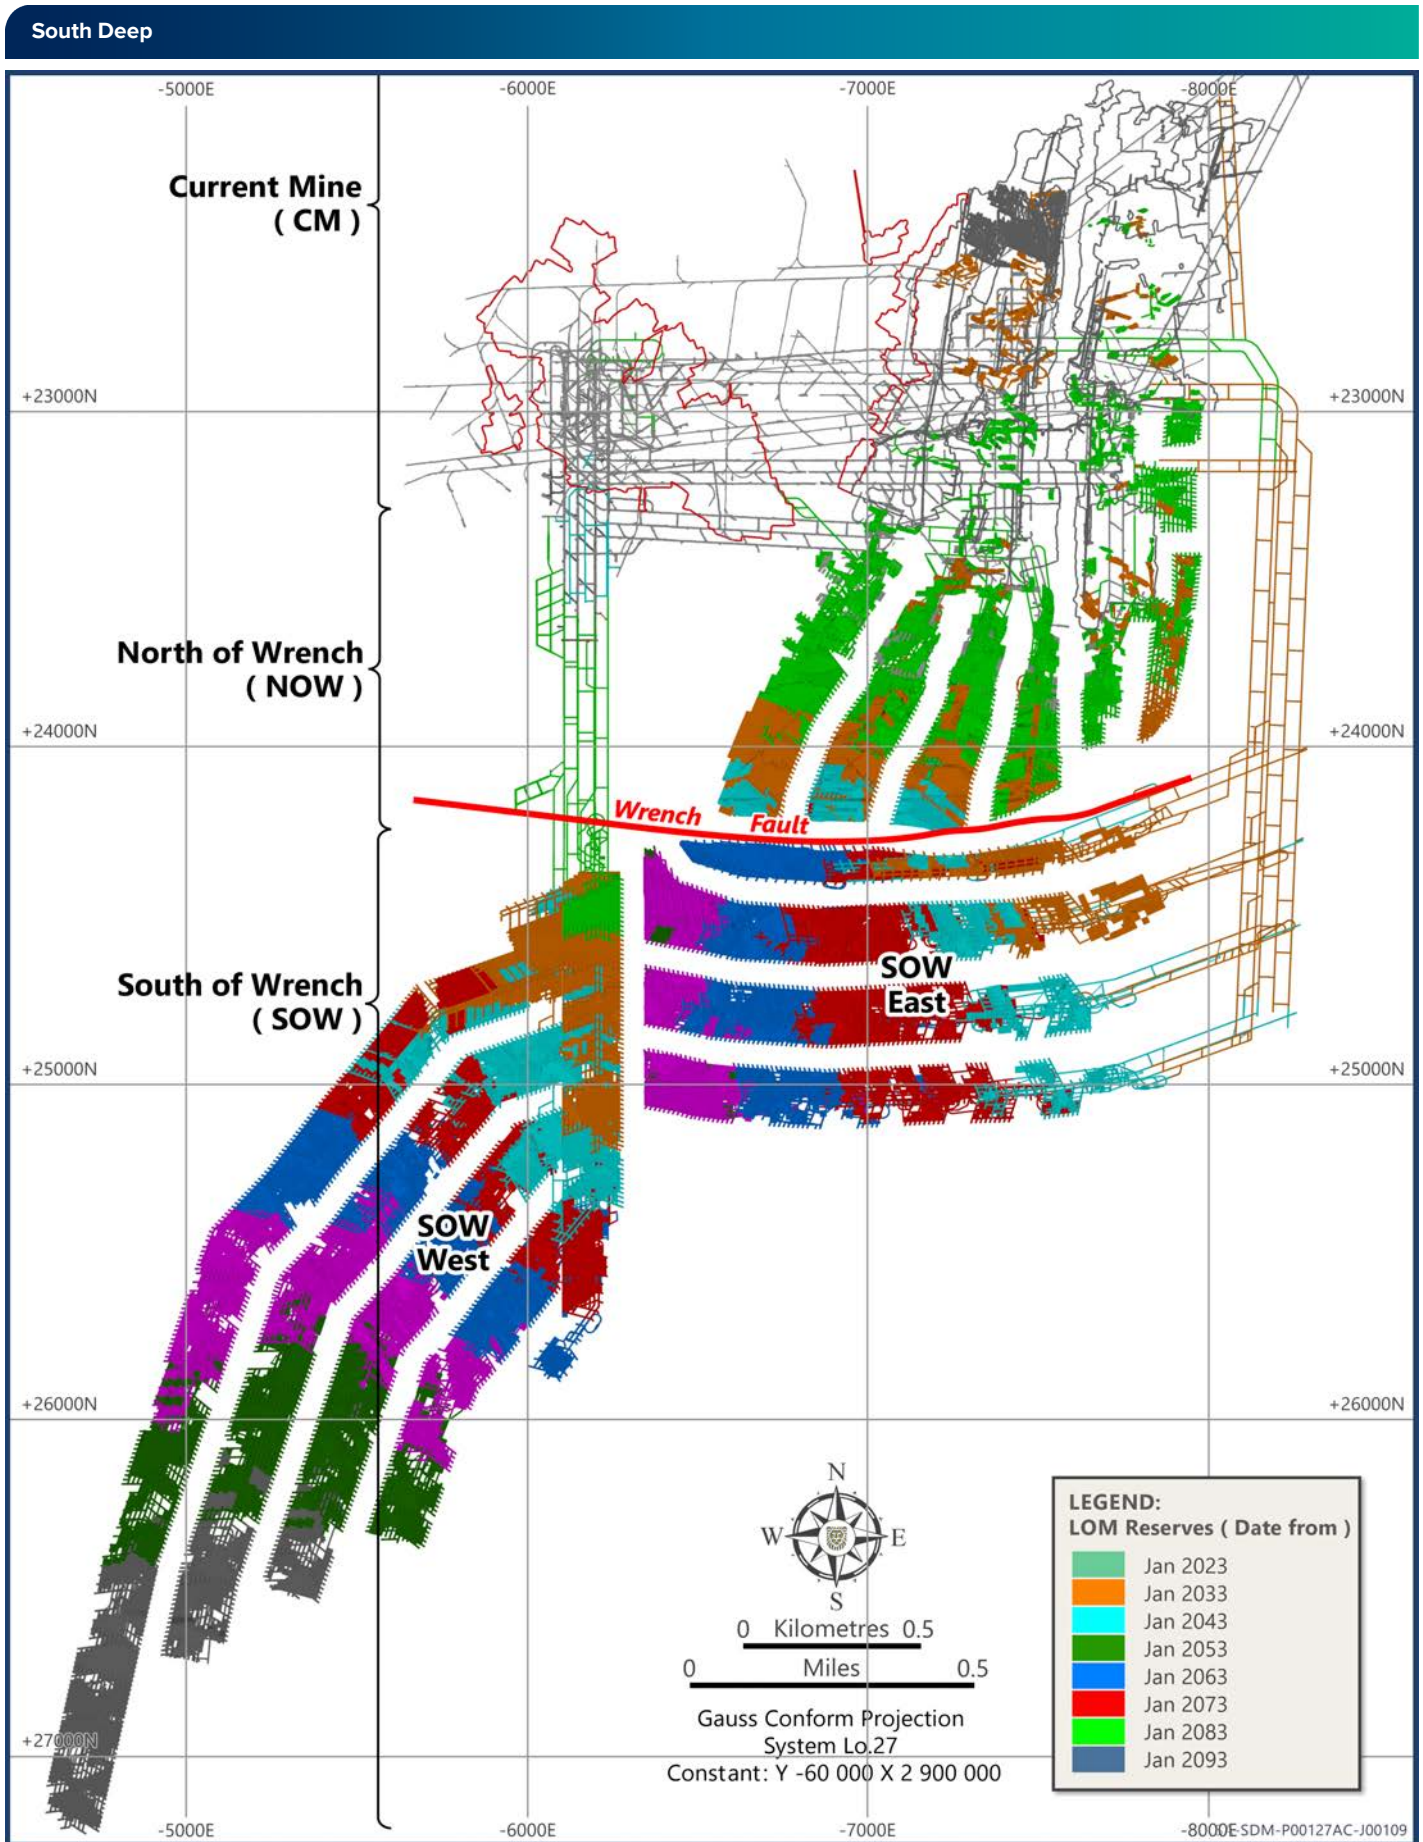 South Deep
-5000E
-6000E
-7000E
-8000E
Current Mine
( CM )
+23000N
+23000N
North of Wrench
( NOW )
+24000N
+24000N
Wrench Fault
South of Wrench
( SOW )
SOW
East
+25000N
+25000N
SOW
West
+26000N
+26000N
N
W
E
S
0 Kilometres 0.5
0 Miles 0.5
Gauss Conform Projection
System Lo.27
Constant: Y -60 000 X 2 900 000
LEGEND:
LOM Reserves ( Date from )
Jan 2023
Jan 2033
Jan 2043
Jan 2053
Jan 2063
Jan 2073
Jan 2083
Jan 2093
+27000N
-5000E
-6000E
-7000E
-8000E
E-SDM-P00127AC-J00109